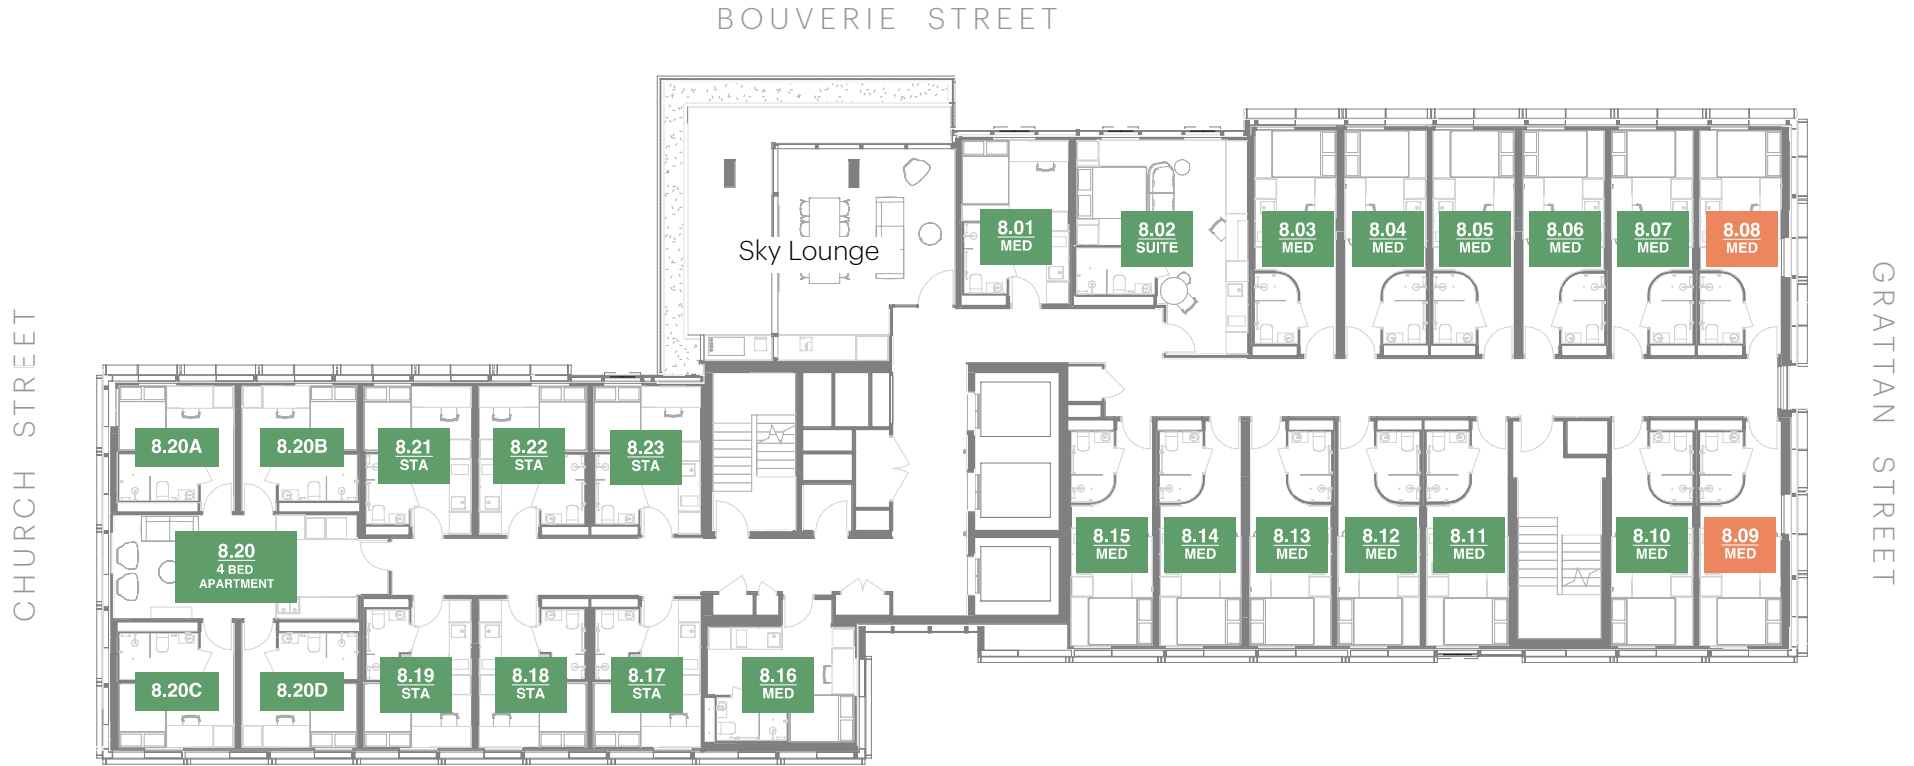 BOUVERIE STREET
CHURCH STREET
GRATTAN STREET
Sky Lounge
8.01
MED
8.02
SUITE
8.03
MED
8.04
MED
8.05
MED
8.06
MED
8.07
MED
8.08
MED
8.20A
8.20B
8.21
STA
8.22
STA
8.23
STA
8.20
4 BED
APARTMENT
8.15
MED
8.14
MED
8.13
MED
8.12
MED
8.11
MED
8.10
MED
8.09
MED
8.20C
8.20D
8.19
STA
8.18
STA
8.17
STA
8.16
MED